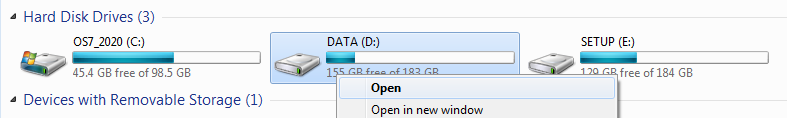 Hard Disk Drives (3)
OS7_2020 (C:) DATA (D:) SETUP (E:)
45.4 GB free of 98.5 GB 155 GB free of 183 GB 129 GB free of 184 GB
Devices with Removable Storage (1)
Open
Open in new window